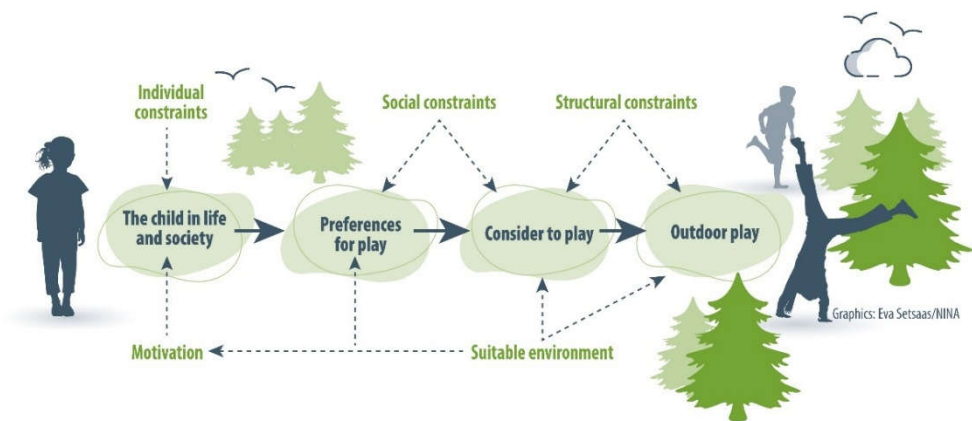 Individual
constraints
Social constraints
Structural constraints
The child in life
and society
Preferences
for play
Consider to play
Outdoor play
Graphics: Eva Setsaas/NINA
Motivation
Suitable environment